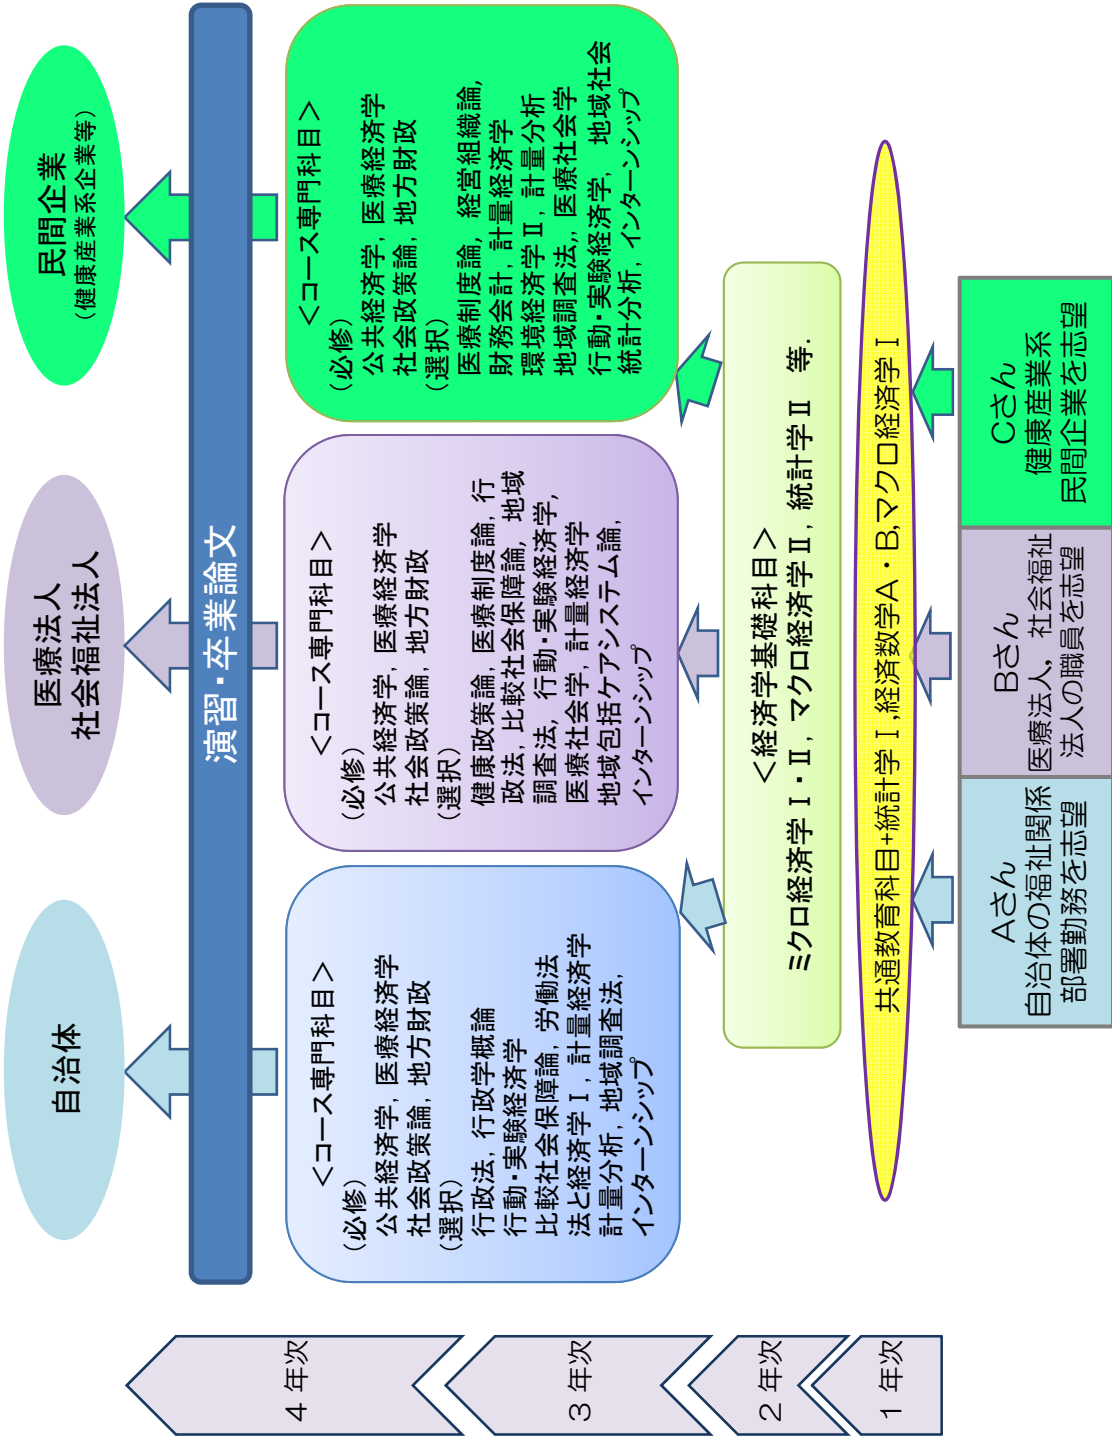 自治体
医療法人
社会福祉法人
民間企業
（健康産業系企業等）
演習・卒業論文
＜コース専門科目＞
（必修）
公共経済学，医療経済学
社会政策論，地方財政
（選択）
行政法，行政学概論
行動・実験経済学
比較社会保障論，労働法
法と経済学Ⅰ，計量経済学
計量分析，地域調査法，
インターンシップ
＜コース専門科目＞
（必修）
公共経済学，医療経済学
社会政策論，地方財政
（選択）
健康政策論，医療制度論，行
政法，比較社会保障論，地域
調査法，行動・実験経済学，
医療社会学，計量経済学
地域包括ケアシステム論，
インターンシップ
＜コース専門科目＞
（必修）
公共経済学，医療経済学
社会政策論，地方財政
（選択）
医療制度論，経営組織論，
財務会計，計量経済学
環境経済学Ⅱ，計量分析
地域調査法,，医療社会学
行動・実験経済学，地域社会
統計分析，インターンシップ
＜経済学基礎科目＞
ミクロ経済学Ⅰ・Ⅱ，マクロ経済学Ⅱ，統計学Ⅱ　等．
共通教育科目+統計学Ⅰ,経済数学Ａ・Ｂ,マクロ経済学Ⅰ
Ａさん
自治体の福祉関係
部署勤務を志望
Ｂさん
医療法人，社会福祉
法人の職員を志望
Ｃさん
健康産業系
民間企業を志望
４年次
３年次
２年次
１年次